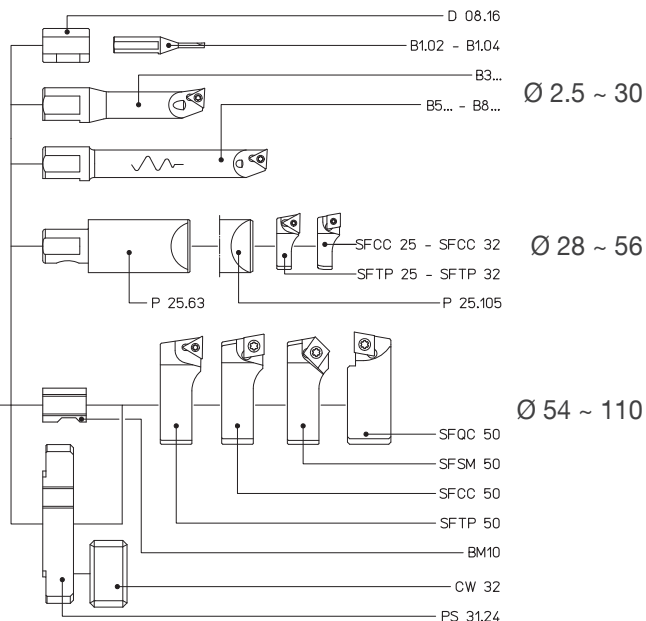 D 08.16
B1.02 - B1.04
B3...
Ø 2.5 ~ 30
B5... - B8...
SFCC 25 - SFCC 32
Ø 28 ~ 56
SFTP 25 - SFTP 32
P 25.63
P 25.105
Ø 54 ~ 110
SFQC 50
SFSM 50
SFCC 50
SFTP 50
BM10
CW 32
PS 31.24